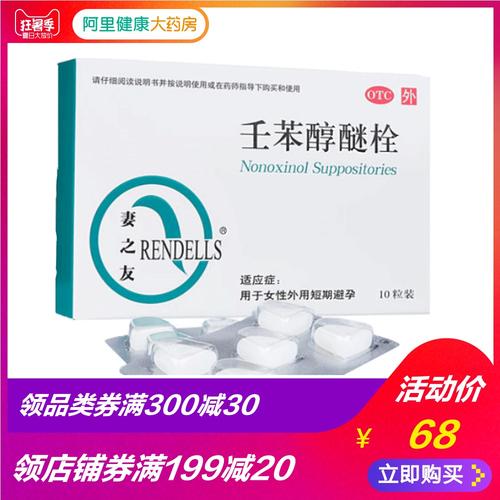 狂暑季
夏日大放价
阿里健康大药房
请仔细阅读说明书并按说明使用或在药师指导下购买和使用
OTC
外
壬苯醇醚栓
Nonoxinol Suppositories
妻之友
RENDELLS®
适应症:
用于女性外用短期避孕
10粒装
领品类券满300减30
领店铺券满199减20
活动价
¥ 68
立即购买